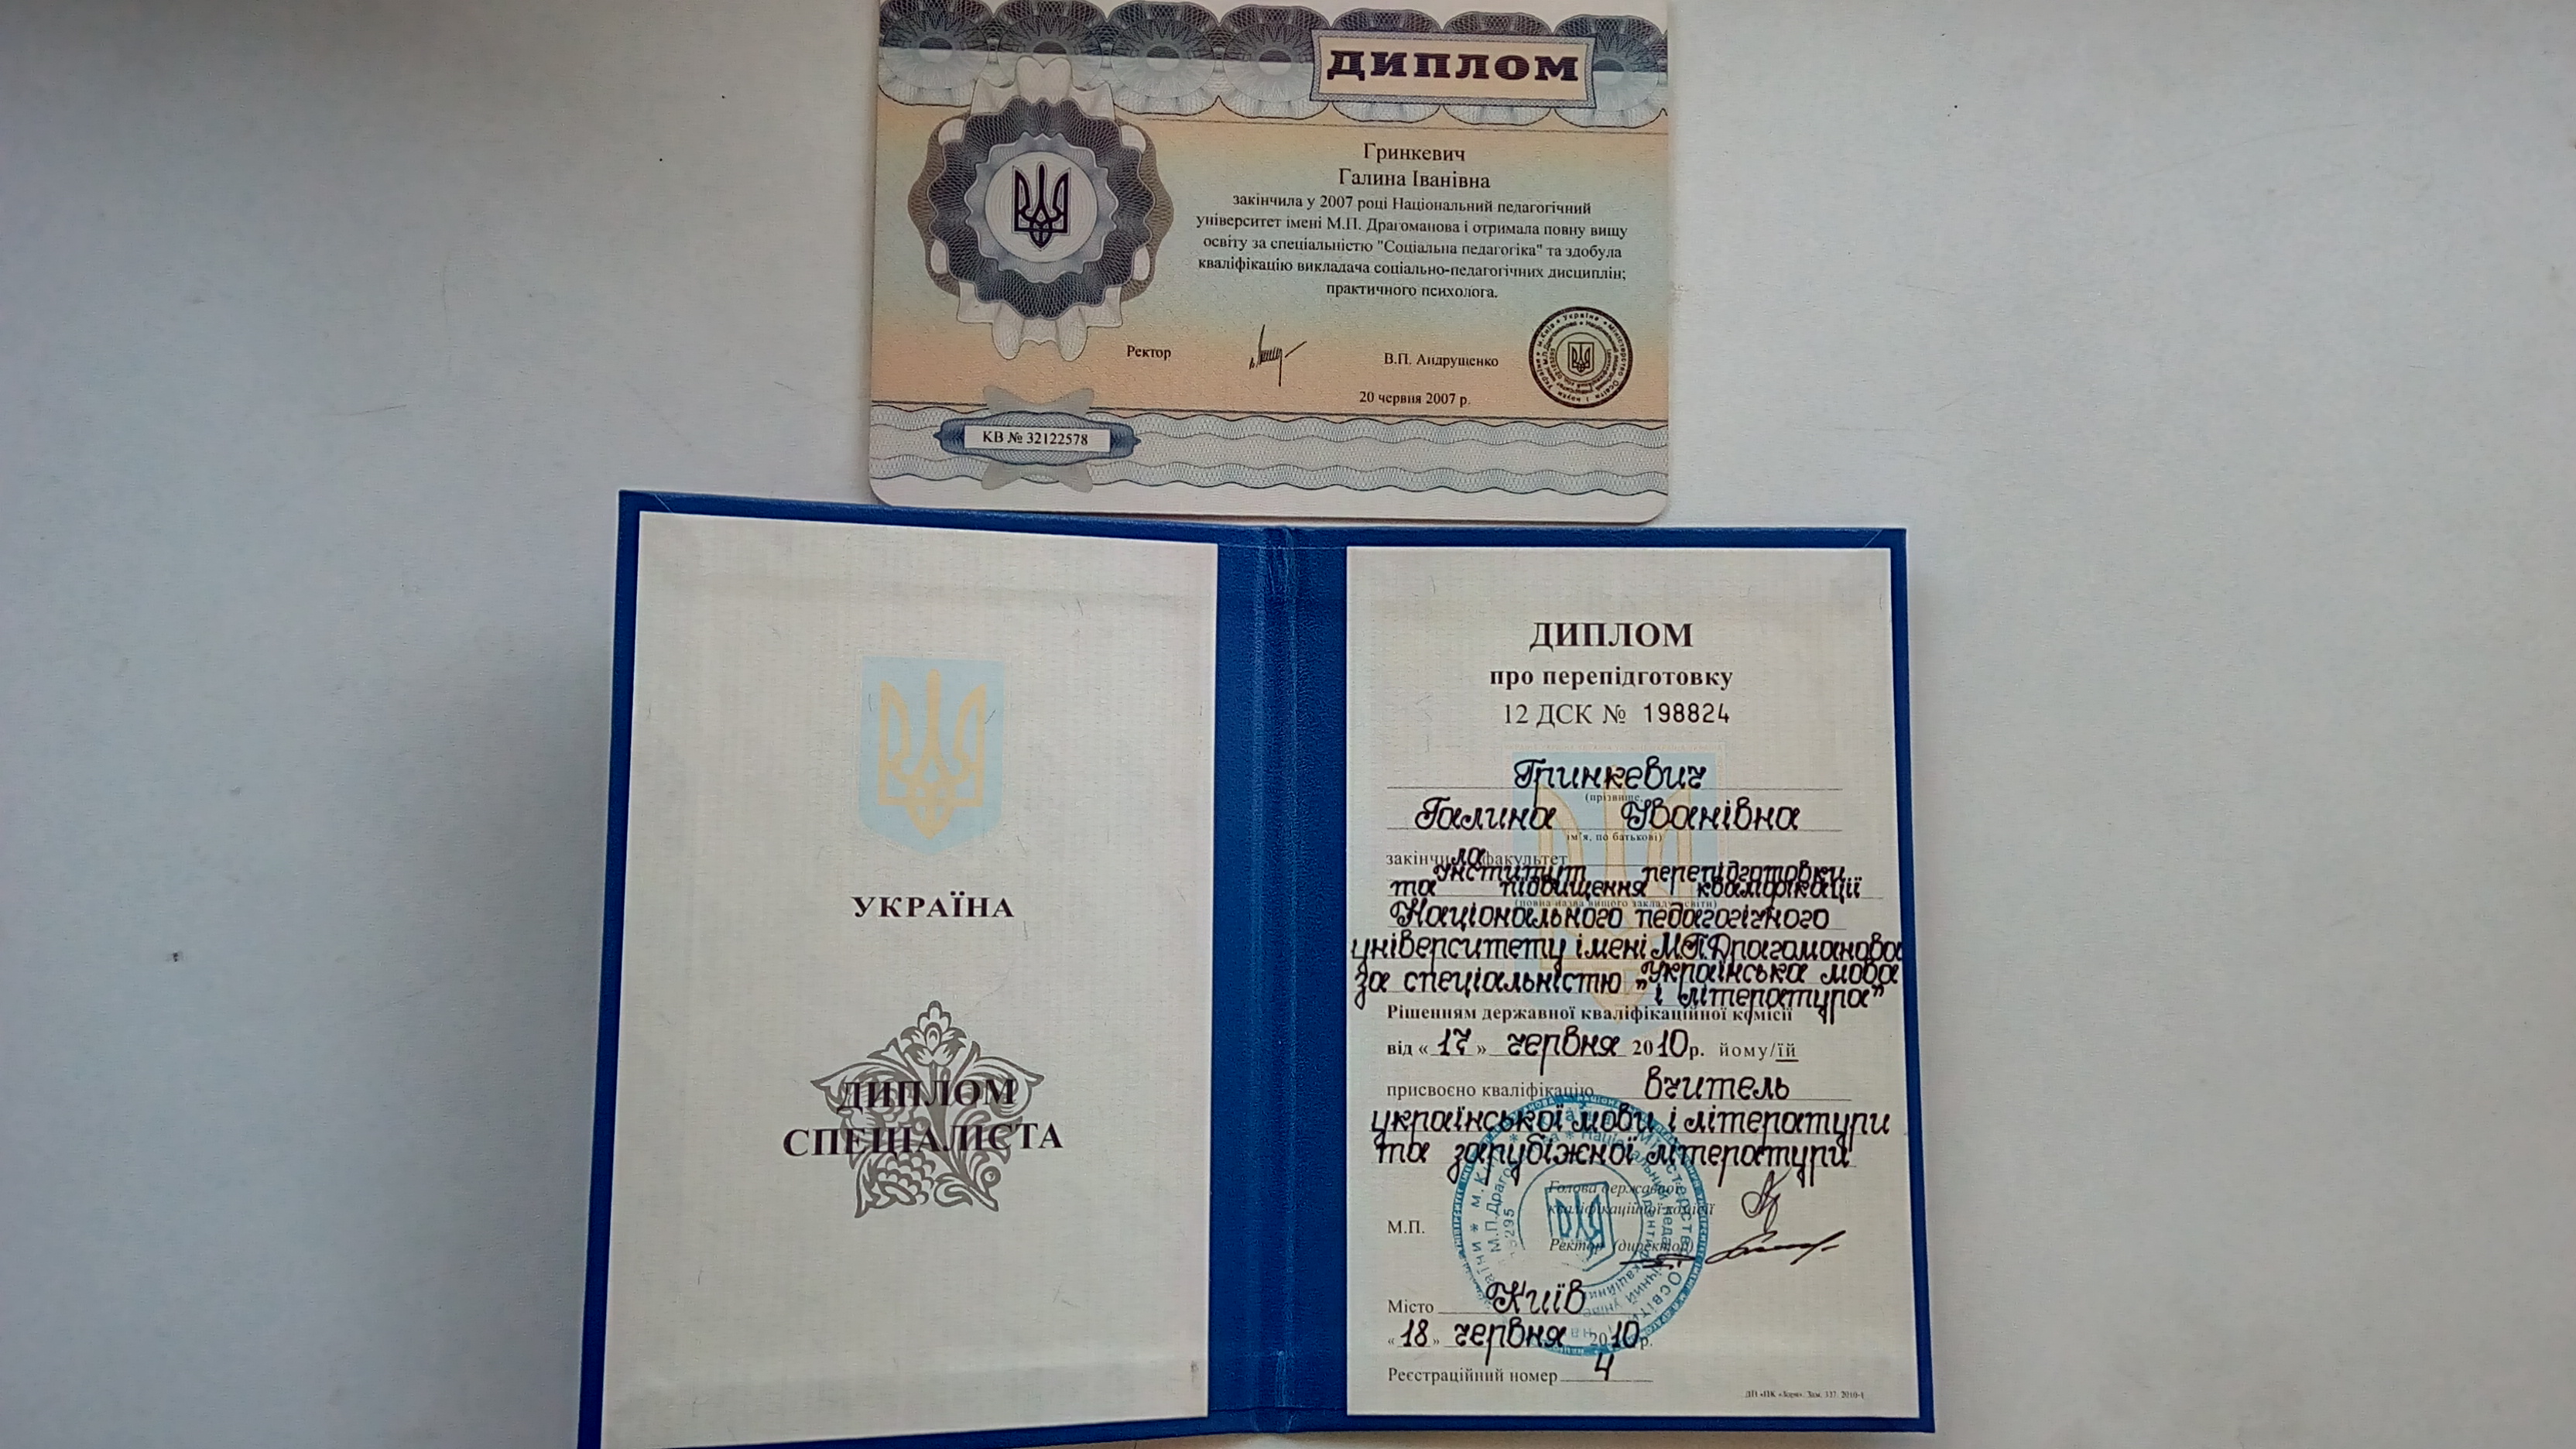 ДИПЛОМ
Гринкевич
Галина Іванівна
закінчила у 2007 році Національний педагогічний
університет імені М.П. Драгоманова і отримала повну вищу
освіту за спеціальністю "Соціальна педагогіка" та здобула
кваліфікацію викладача соціально-педагогічних дисциплін;
практичного психолога.
Ректор В.П. Андрущенко
20 червня 2007 р.
КВ № 32122578
УКРАЇНА
ДИПЛОМ
СПЕЦІАЛІСТА
ДИПЛОМ
про перепідготовку
12 ДСК № 198824
Гринкевич
(прізвище,
Галина Іванівна
ім'я, по батькові)
закінчила факультет
Інститут перепідготовки
та підвищення кваліфікації
(повна назва вищого закладу освіти)
Національного педагогічного
університету імені М.П.Драгоманова
за спеціальністю „Українська мова
і література"
Рішенням державної кваліфікаційної комісії
від «17» червня 2010 р. йому/їй
присвоєно кваліфікацію вчитель
української мови і літератури
та зарубіжної літератури
Голова державної
кваліфікаційної комісії
М.П.
Ректор (директор)
Місто Київ
«18» червня 2010р.
Реєстраційний номер 4